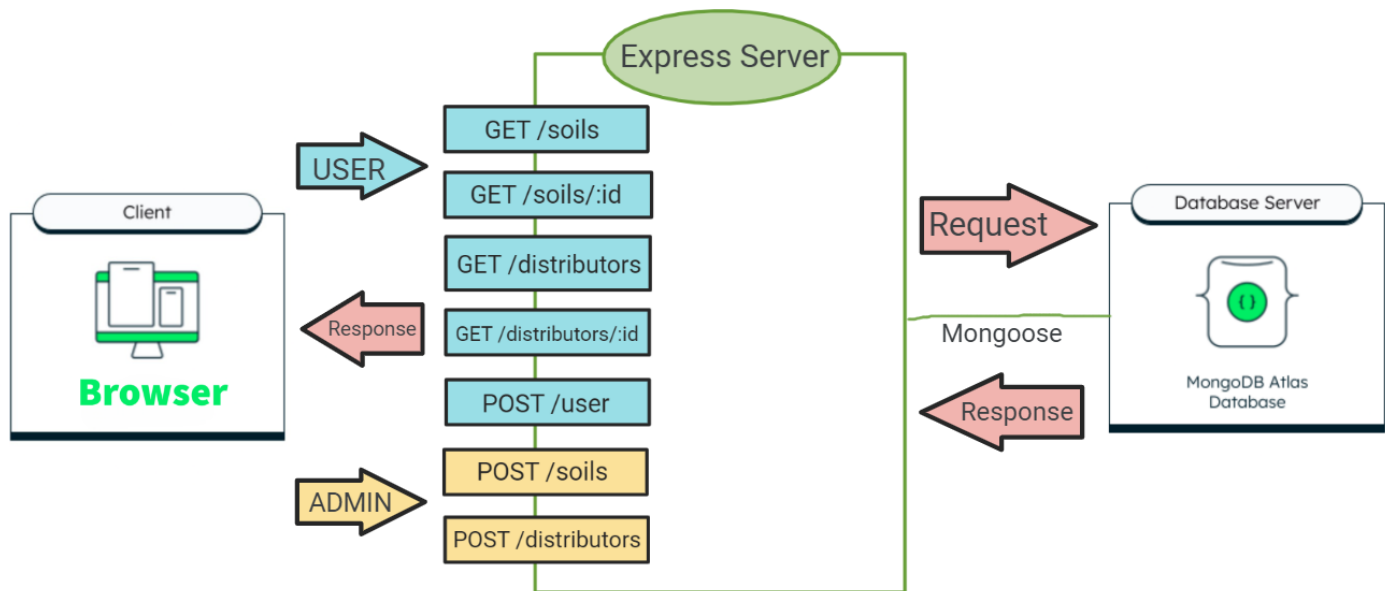 Express Server
GET /soils
USER
GET /soils/:id
Client
Database Server
Request
GET /distributors
Response
GET /distributors/:id
Mongoose
Browser
POST /user
MongoDB Atlas
Database
Response
POST /soils
ADMIN
POST /distributors
{ }